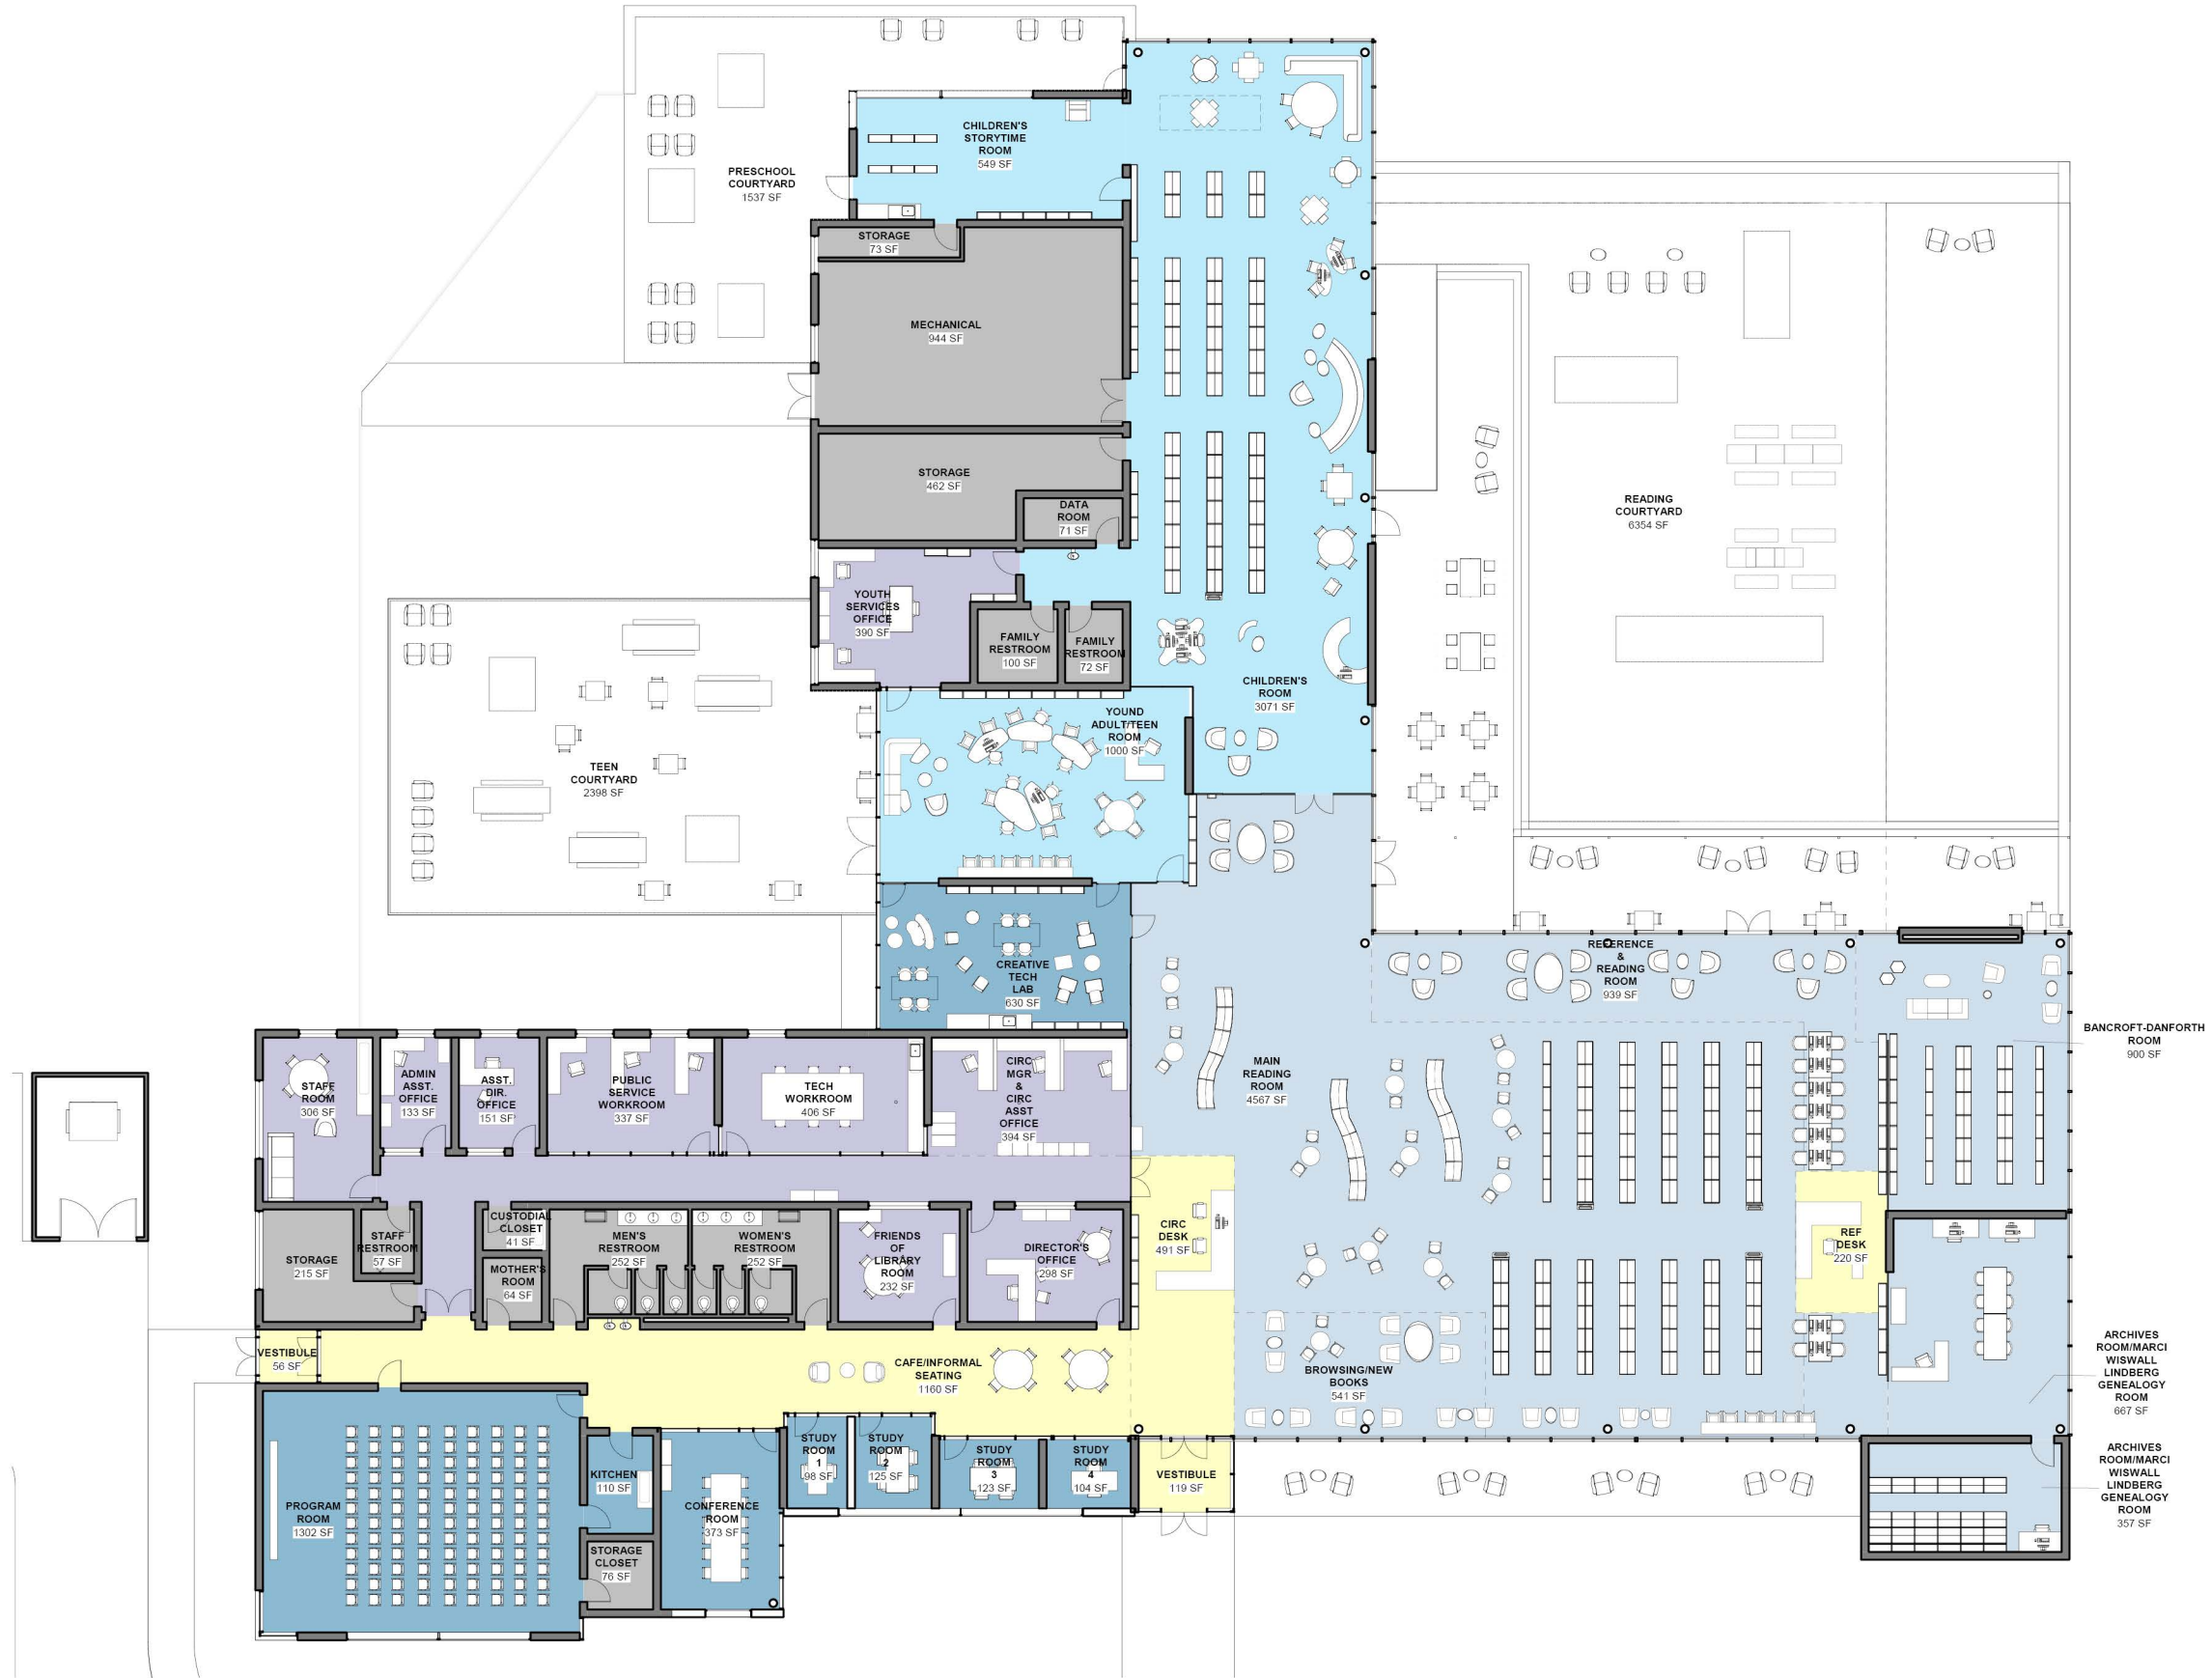 CHILDREN'S
STORYTIME
ROOM
549 SF
PRESCHOOL
COURTYARD
1537 SF
STORAGE
73 SF
MECHANICAL
944 SF
STORAGE
462 SF
DATA
ROOM
71 SF
READING
COURTYARD
6354 SF
YOUTH
SERVICES
OFFICE
390 SF
FAMILY
RESTROOM
100 SF
FAMILY
RESTROOM
72 SF
CHILDREN'S
ROOM
3071 SF
YOUND
ADULT/TEEN
ROOM
1000 SF
TEEN
COURTYARD
2398 SF
CREATIVE
TECH
LAB
630 SF
REFERENCE
&
READING
ROOM
939 SF
BANCROFT-DANFORTH
ROOM
900 SF
STAFF
ROOM
306 SF
ADMIN
ASST.
OFFICE
133 SF
ASST.
DIR.
OFFICE
151 SF
PUBLIC
SERVICE
WORKROOM
337 SF
TECH
WORKROOM
406 SF
CIRC
MGR
&
CIRC
ASST
OFFICE
394 SF
MAIN
READING
ROOM
4567 SF
STORAGE
215 SF
STAFF
RESTROOM
57 SF
CUSTODIAL
CLOSET
41 SF
MOTHER'S
ROOM
64 SF
MEN'S
RESTROOM
252 SF
WOMEN'S
RESTROOM
252 SF
FRIENDS
OF
LIBRARY
ROOM
232 SF
DIRECTOR'S
OFFICE
298 SF
CIRC
DESK
491 SF
REF
DESK
220 SF
VESTIBULE
56 SF
CAFE/INFORMAL
SEATING
1160 SF
BROWSING/NEW
BOOKS
541 SF
ARCHIVES
ROOM/MARCI
WISWALL
LINDBERG
GENEALOGY
ROOM
667 SF
PROGRAM
ROOM
1302 SF
KITCHEN
110 SF
STORAGE
CLOSET
76 SF
CONFERENCE
ROOM
373 SF
STUDY
ROOM
1
98 SF
STUDY
ROOM
2
125 SF
STUDY
ROOM
3
123 SF
STUDY
ROOM
4
104 SF
VESTIBULE
119 SF
ARCHIVES
ROOM/MARCI
WISWALL
LINDBERG
GENEALOGY
ROOM
357 SF